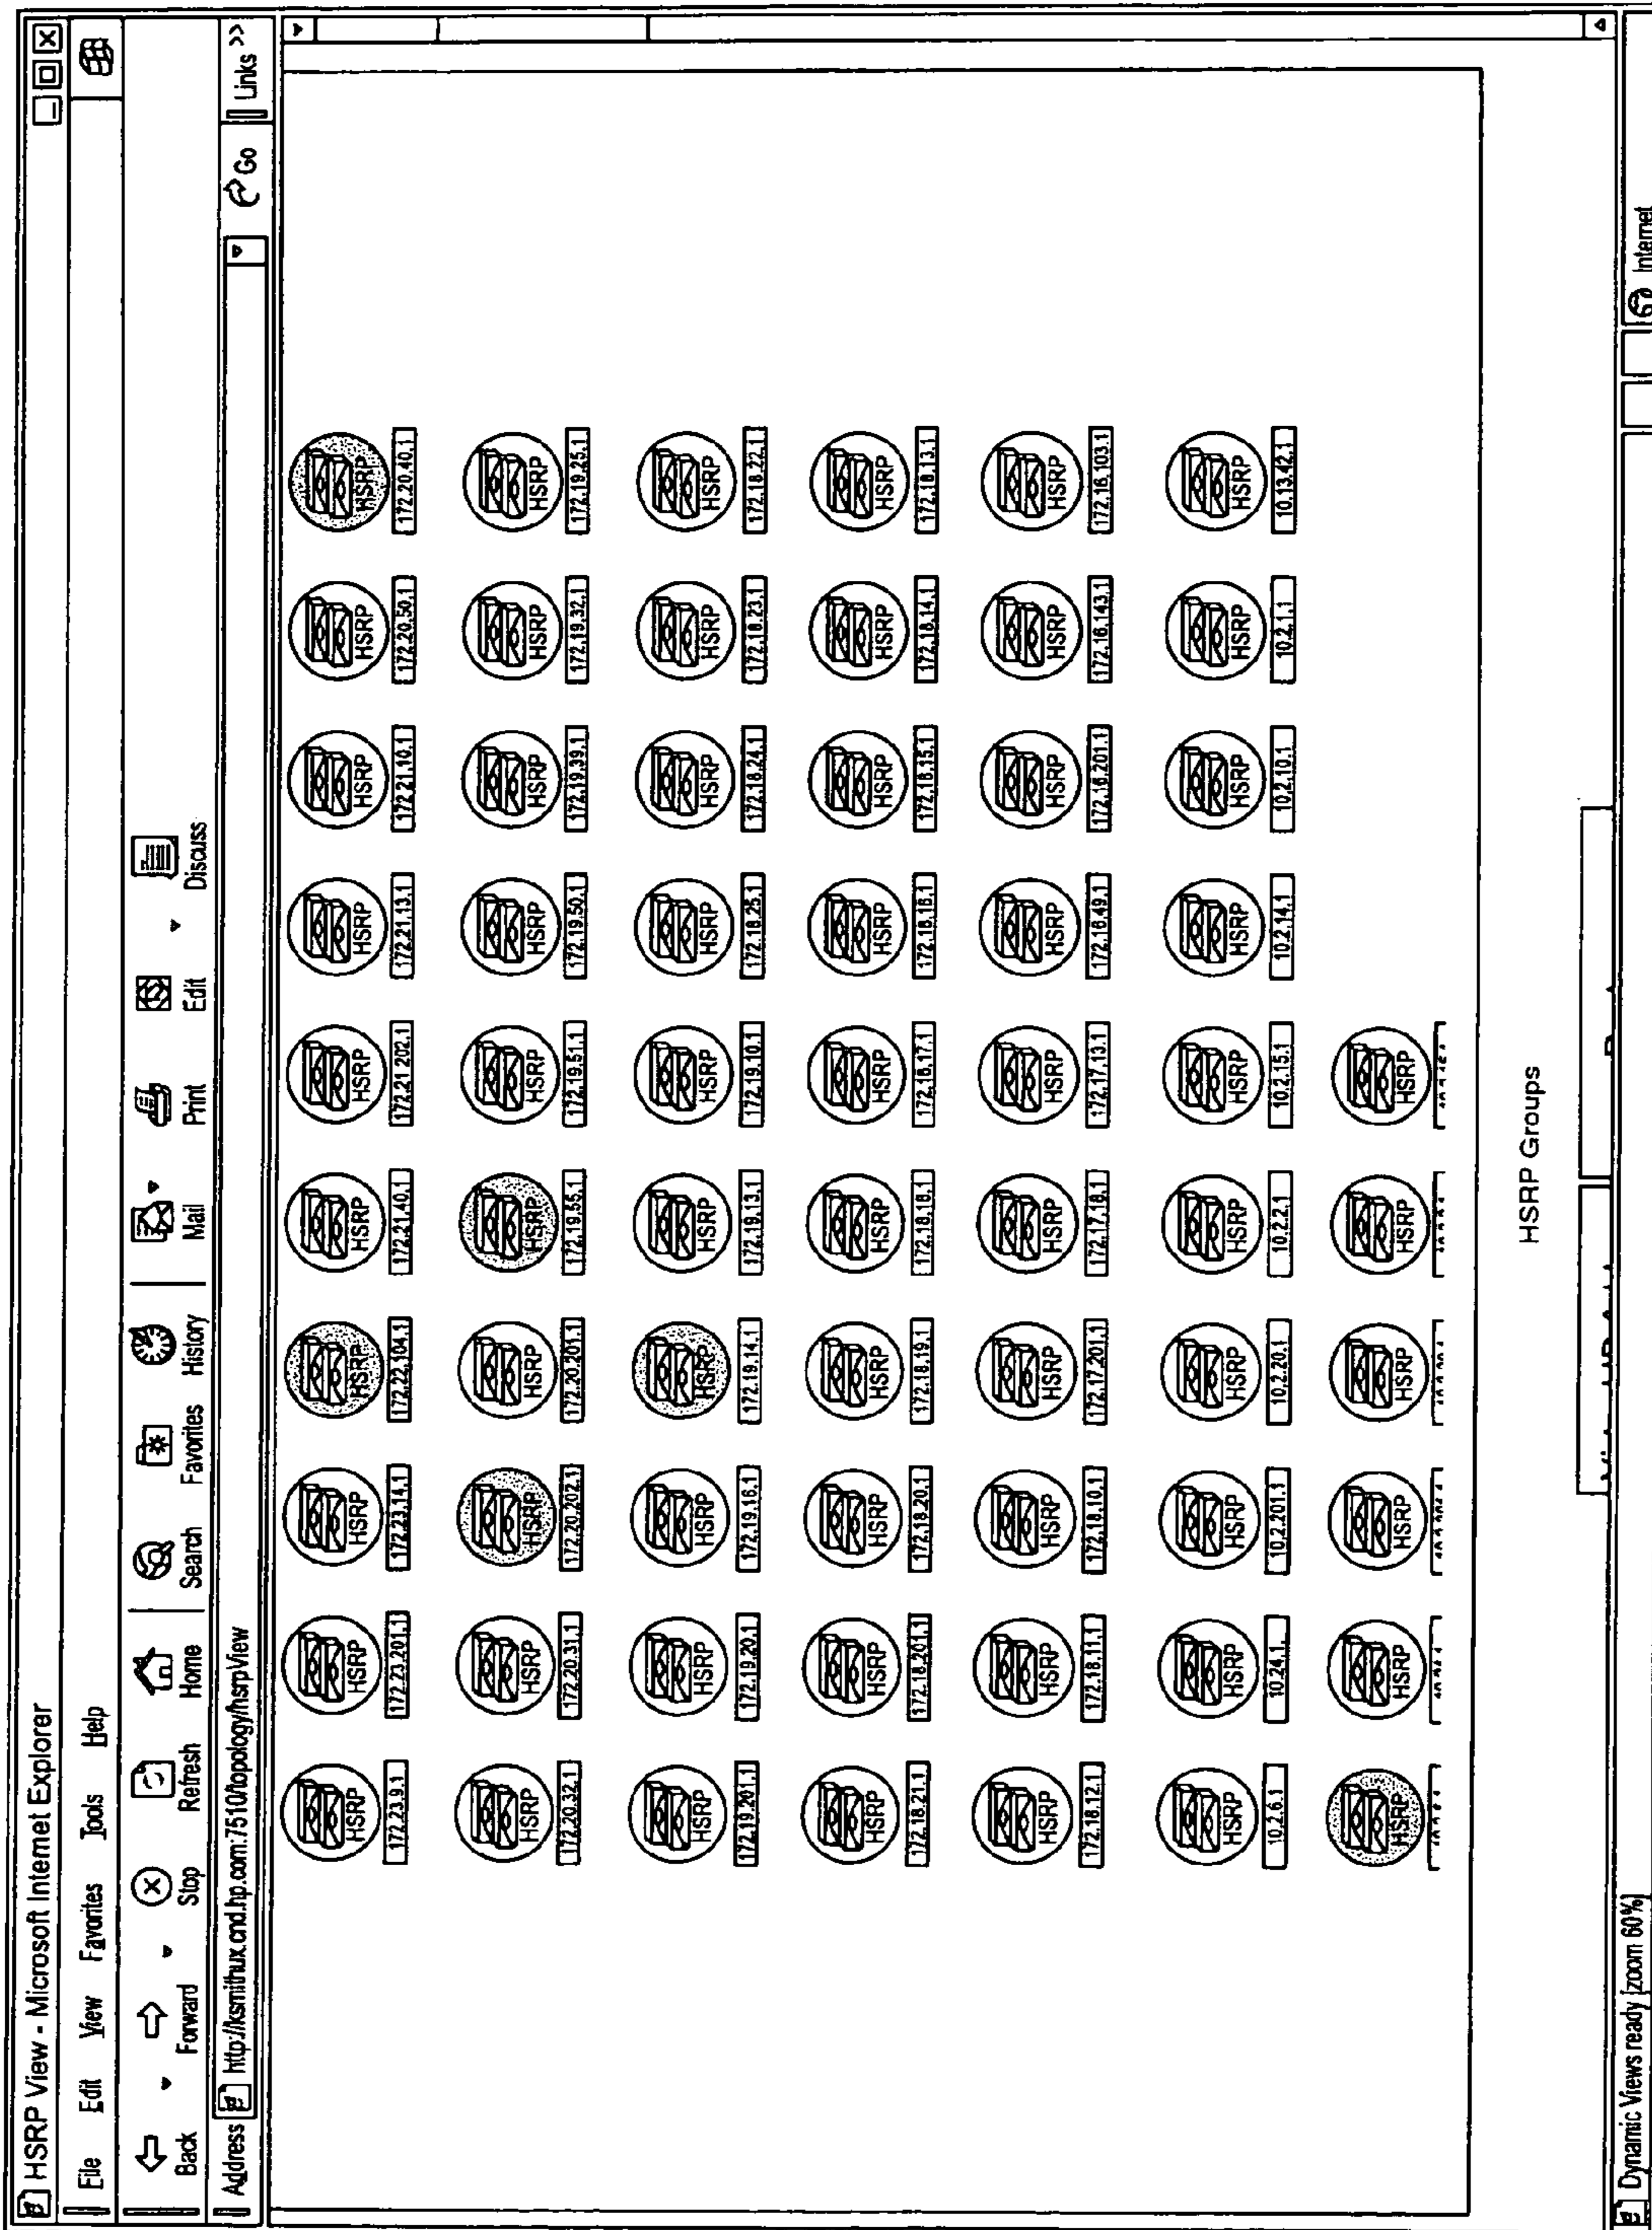 HSRP View - Microsoft Internet Explorer
File Edit View Favorites Tools Help
Back Forward Stop Refresh Home Search Favorites History Mail Print Edit Discuss
Address http://ksmithux.cnd.hp.com:7510/topology/hsrpView Go Links >>
HSRP HSRP HSRP HSRP HSRP HSRP HSRP HSRP HSRP HSRP
172.23.9.1 172.23.201.1 172.23.14.1 172.22.104.1 172.21.40.1 172.21.202.1 172.21.13.1 172.21.10.1 172.20.50.1 172.20.40.1
HSRP HSRP HSRP HSRP HSRP HSRP HSRP HSRP HSRP HSRP
172.20.32.1 172.20.31.1 172.20.202.1 172.20.201.1 172.19.55.1 172.19.51.1 172.19.50.1 172.19.39.1 172.19.32.1 172.19.25.1
HSRP HSRP HSRP HSRP HSRP HSRP HSRP HSRP HSRP HSRP
172.19.201.1 172.19.20.1 172.19.16.1 172.19.14.1 172.19.13.1 172.19.10.1 172.18.25.1 172.18.24.1 172.18.23.1 172.18.22.1
HSRP HSRP HSRP HSRP HSRP HSRP HSRP HSRP HSRP HSRP
172.18.21.1 172.18.201.1 172.18.20.1 172.18.19.1 172.18.18.1 172.18.17.1 172.18.16.1 172.18.15.1 172.18.14.1 172.18.13.1
HSRP HSRP HSRP HSRP HSRP HSRP HSRP HSRP HSRP HSRP
172.18.12.1 172.18.11.1 172.18.10.1 172.17.201.1 172.17.18.1 172.17.13.1 172.16.49.1 172.16.201.1 172.16.143.1 172.16.103.1
HSRP HSRP HSRP HSRP HSRP HSRP HSRP HSRP HSRP HSRP
10.2.6.1 10.24.1. 10.2.201.1 10.2.20.1 10.2.2.1 10.2.15.1 10.2.14.1 10.2.10.1 10.2.1.1 10.13.42.1
HSRP HSRP HSRP HSRP HSRP HSRP
HSRP Groups
Dynamic Views ready [zoom 60%] Internet